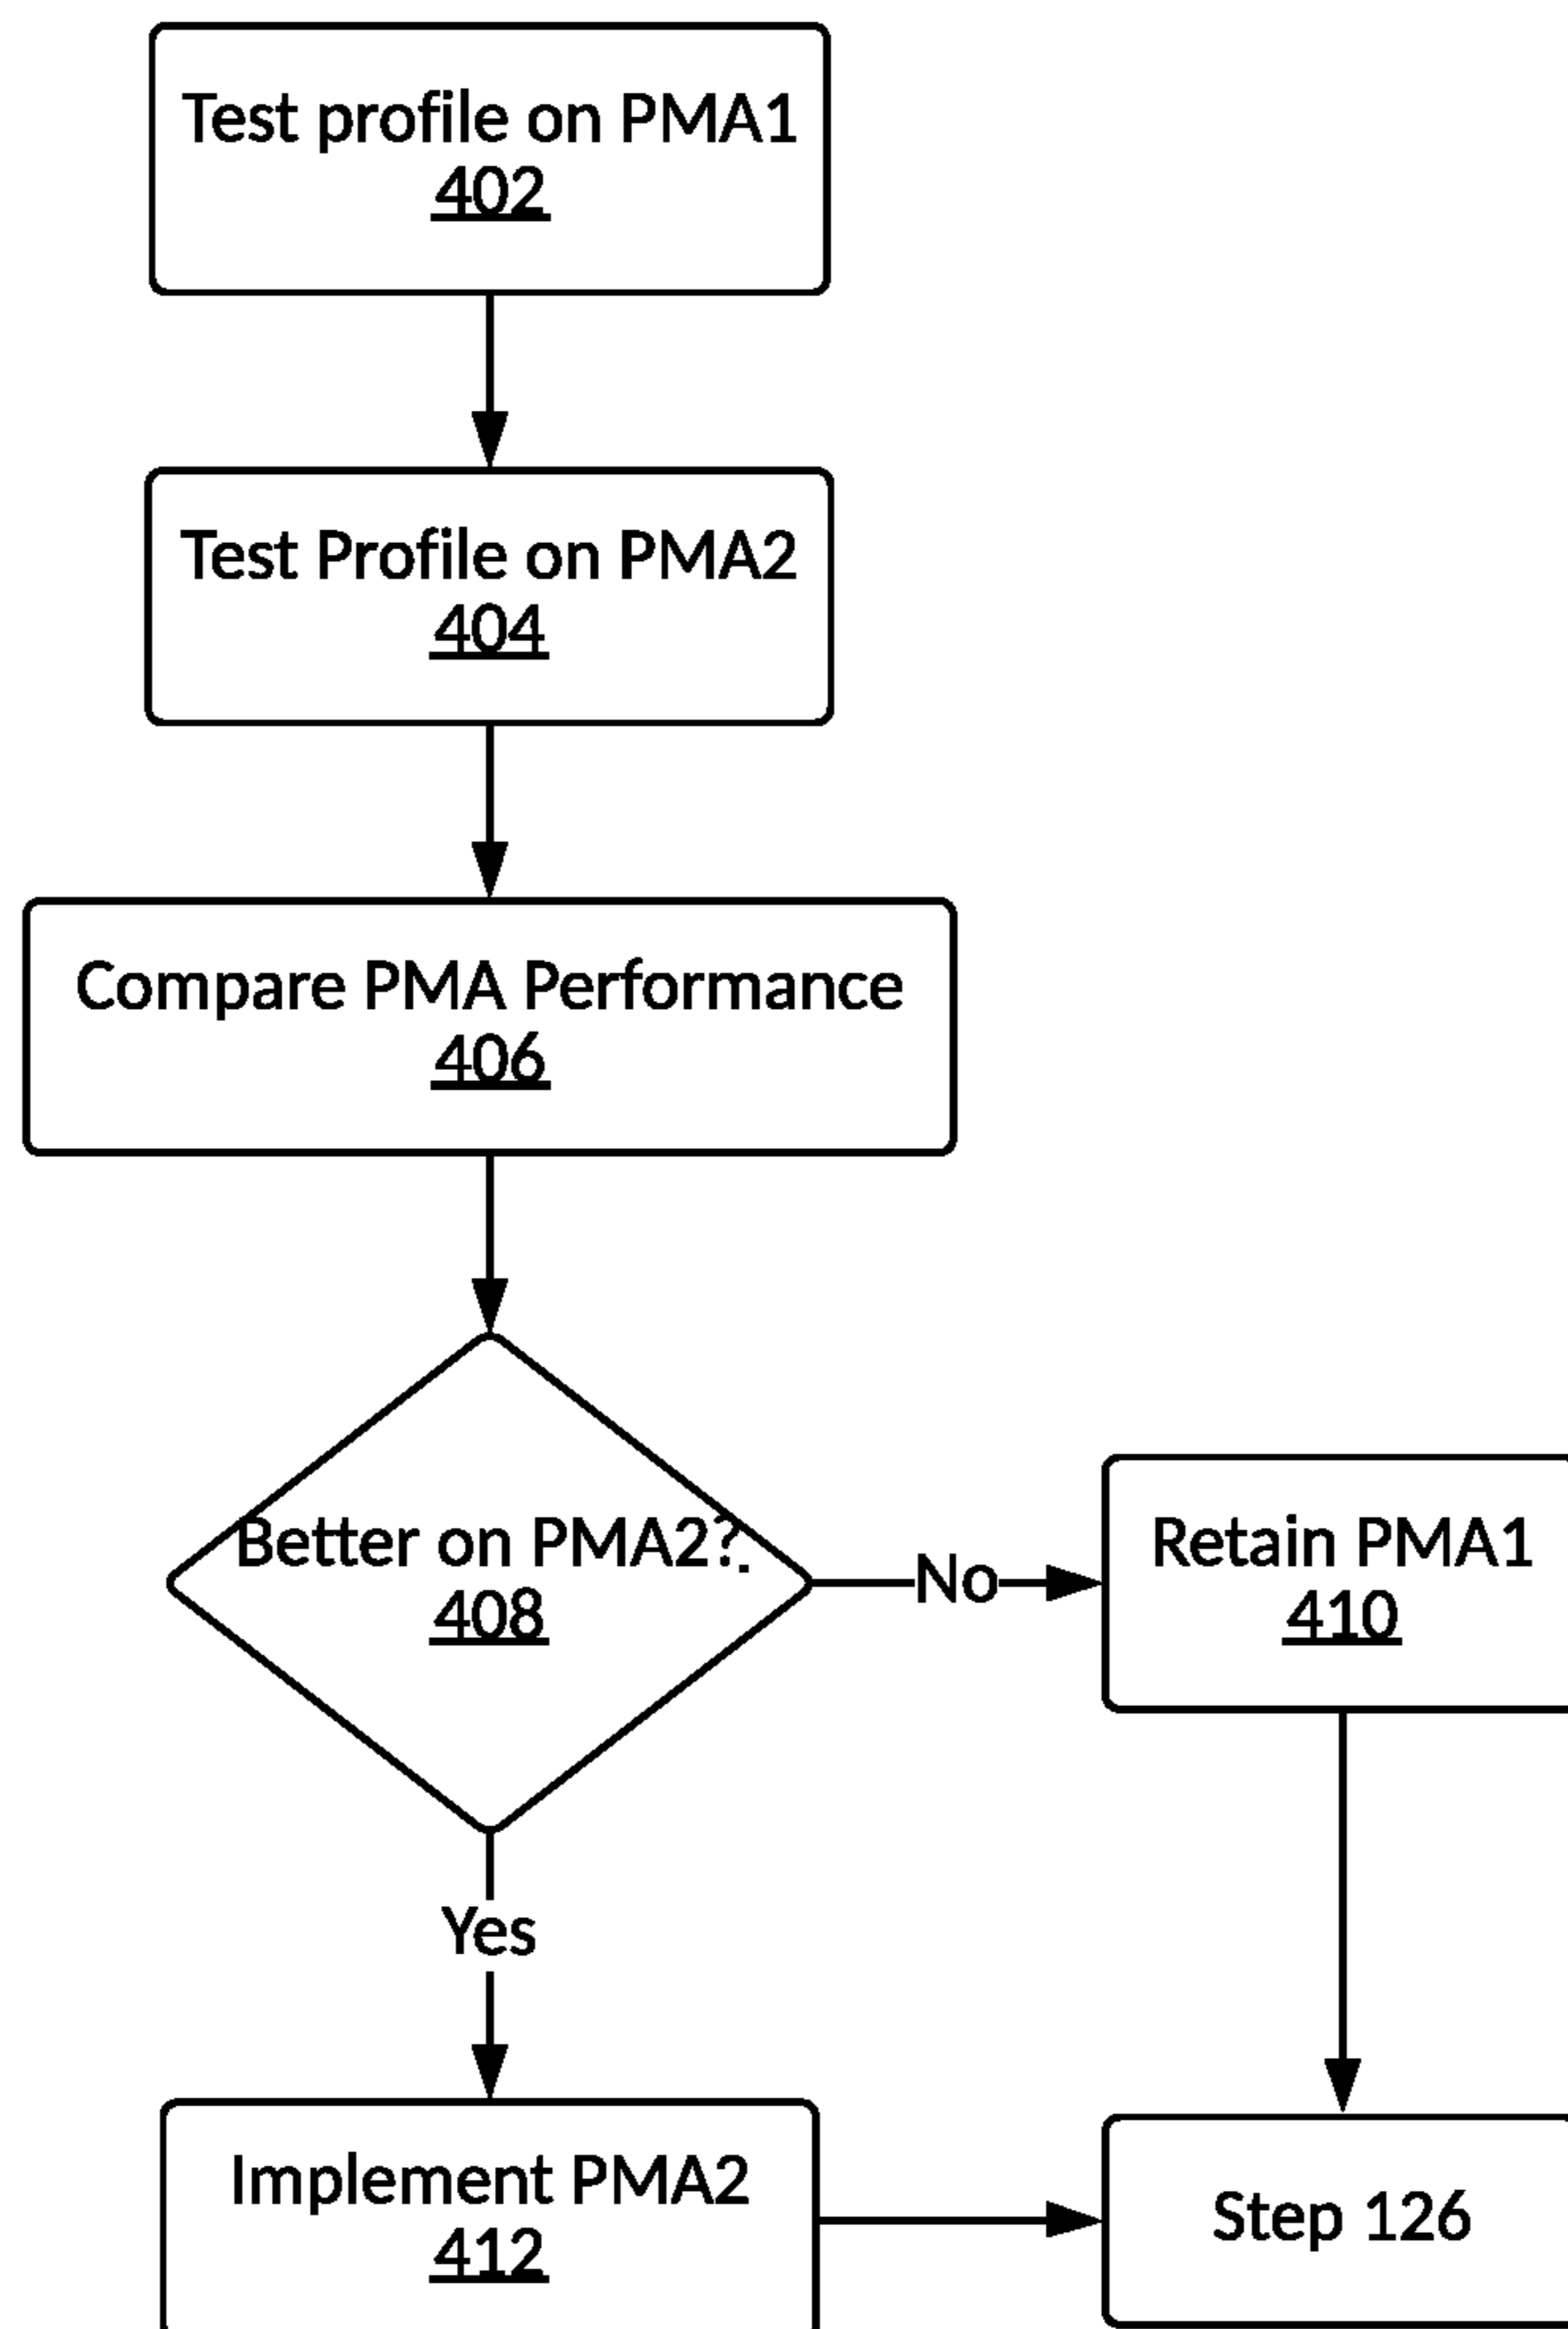 Test profile on PMA1
402
Test Profile on PMA2
404
Compare PMA Performance
406
Better on PMA2?.
408
No
Retain PMA1
410
Yes
Implement PMA2
412
Step 126